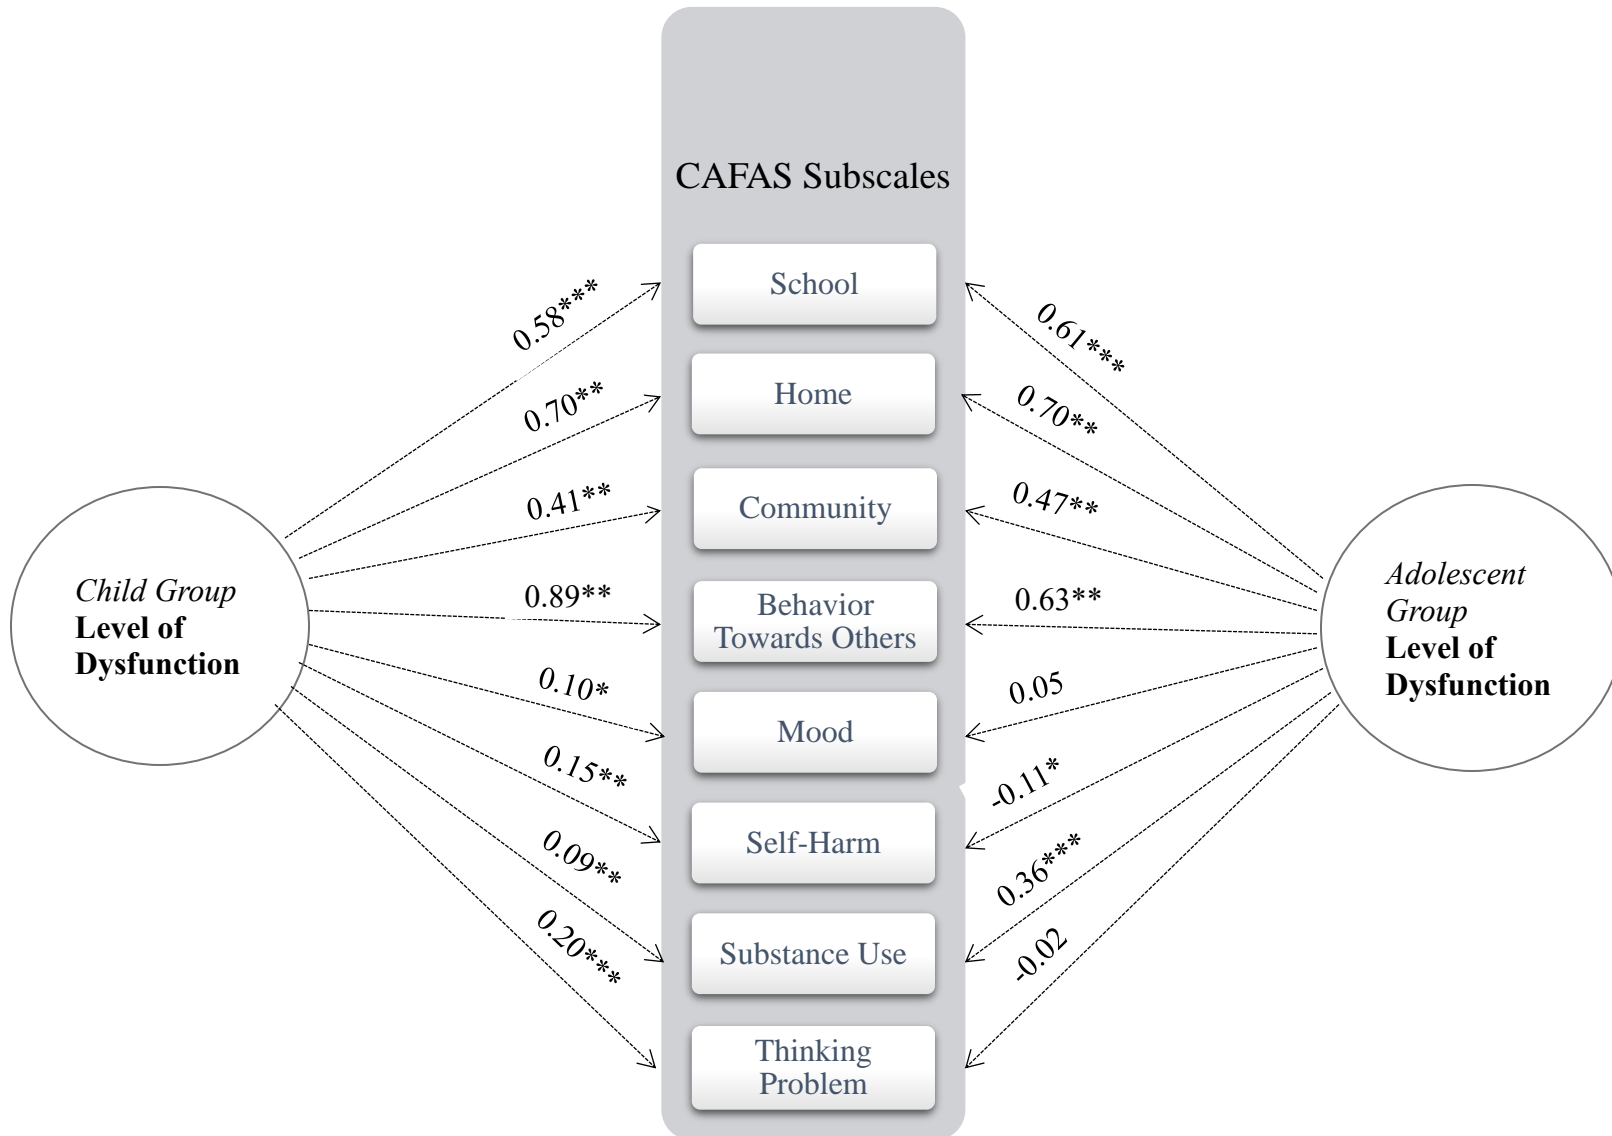 CAFAS Subscales
School
Home
Community
Behavior
Towards Others
Mood
Self-Harm
Substance Use
Thinking
Problem
Child Group
Level of
Dysfunction
0.58***
0.70**
0.41**
0.89**
0.10*
0.15**
0.09**
0.20***
Adolescent
Group
Level of
Dysfunction
0.61***
0.70**
0.47**
0.63**
0.05
-0.11*
0.36***
-0.02